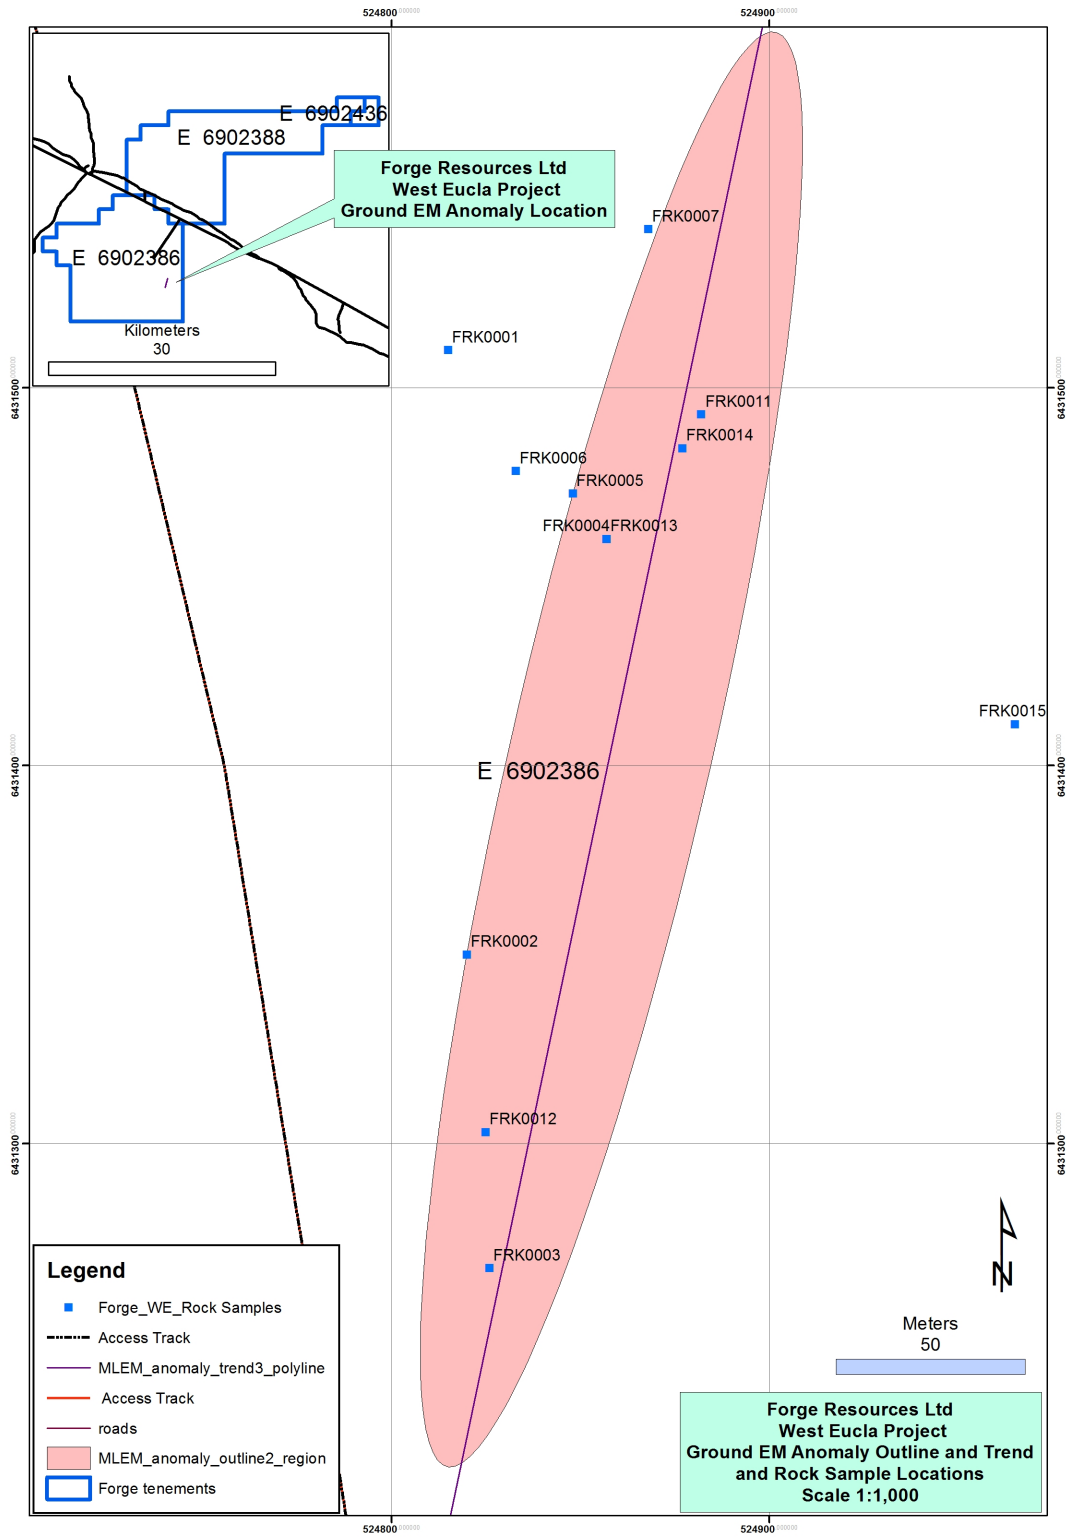 524800
524900
E 6902436
E 6902388
Forge Resources Ltd
West Eucla Project
Ground EM Anomaly Location
E 6902386
Kilometers
30
FRK0007
FRK0001
6431500
6431500
FRK0011
FRK0014
FRK0006
FRK0005
FRK0004FRK0013
FRK0015
6431400
6431400
E 6902386
FRK0002
FRK0012
6431300
6431300
FRK0003
N
Legend
Forge_WE_Rock Samples
Access Track
MLEM_anomaly_trend3_polyline
Access Track
roads
MLEM_anomaly_outline2_region
Forge tenements
Meters
50
Forge Resources Ltd
West Eucla Project
Ground EM Anomaly Outline and Trend
and Rock Sample Locations
Scale 1:1,000
524800
524900